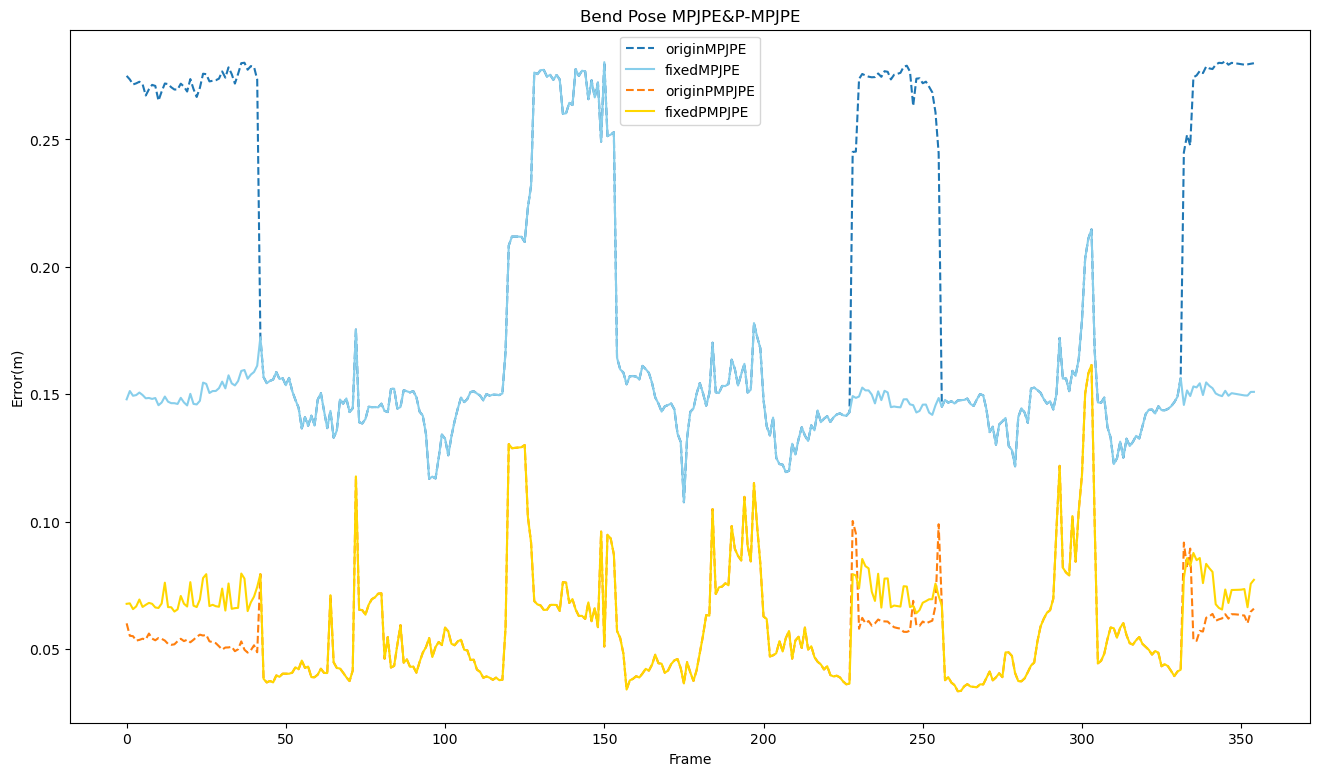 Bend Pose MPJPE&P-MPJPE
originMPJPE
fixedMPJPE
originPMPJPE
fixedPMPJPE
Error(m)
0.25
0.20
0.15
0.10
0.05
0 50 100 150 200 250 300 350
Frame